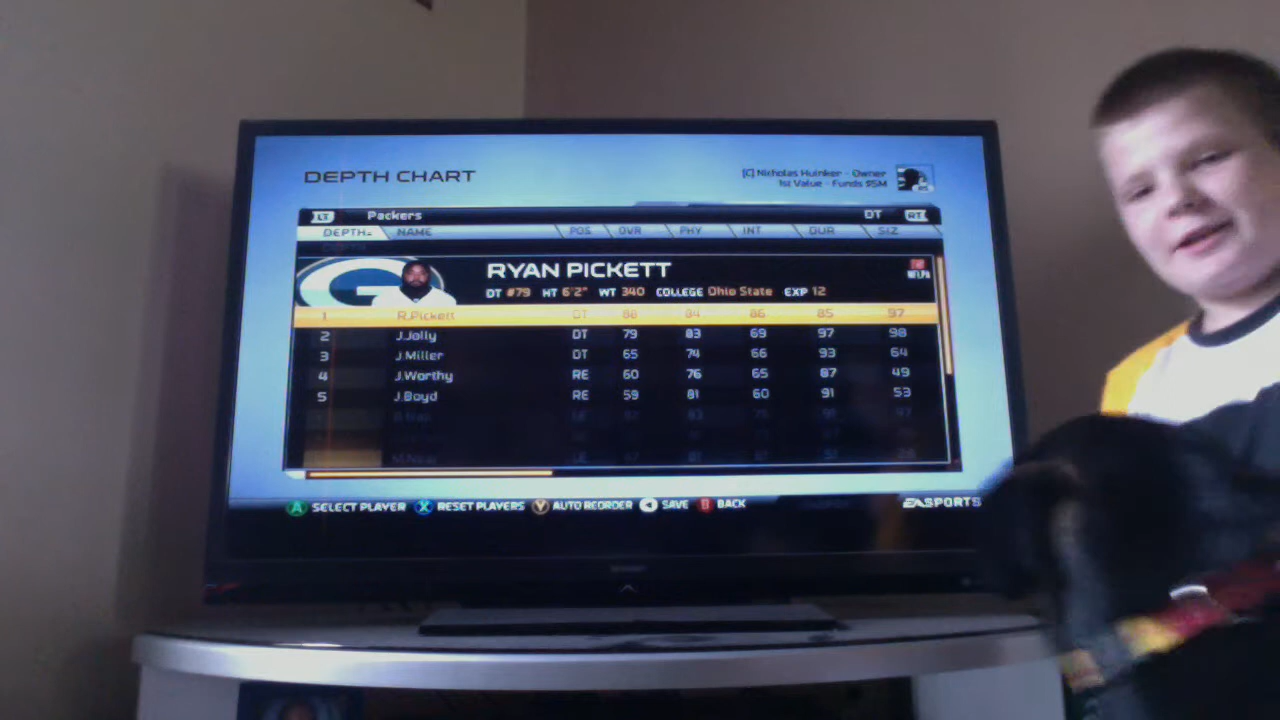 DEPTH CHART
[C] Nicholas Huinker - Owner
1st Value - Funds $5M
LT Packers DT RT
DEPTH NAME POS OVR PHY INT DUR SIZ
RYAN PICKETT
NFLPA
DT #79 HT 6'2" WT 340 COLLEGE Ohio State EXP 12
1 R.Pickett DT 88 84 86 85 97
2 J.Jolly DT 79 83 69 97 98
3 J.Miller DT 65 74 66 93 64
4 J.Worthy RE 60 76 65 87 49
5 J.Boyd RE 59 81 60 91 53
A SELECT PLAYER X RESET PLAYERS Y AUTO REORDER SAVE B BACK
EA SPORTS